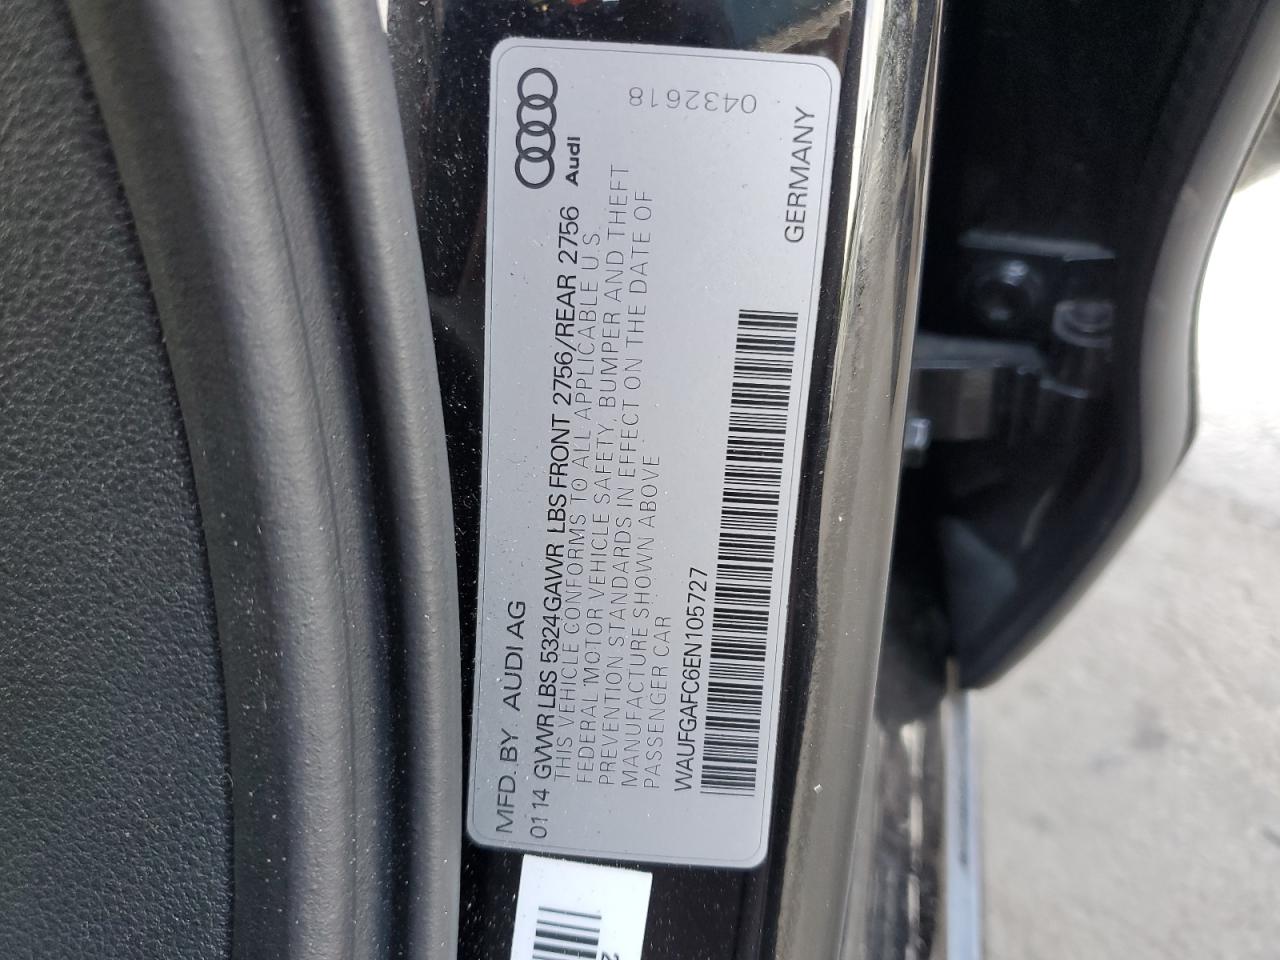 0432618
Audi
MFD. BY AUDI AG
0114 GVWR LBS 5324 GAWR LBS FRONT 2756/REAR 2756
THIS VEHICLE CONFORMS TO ALL APPLICABLE U.S.
FEDERAL MOTOR VEHICLE SAFETY, BUMPER AND THEFT
PREVENTION STANDARDS IN EFFECT ON THE DATE OF
MANUFACTURE SHOWN ABOVE
PASSENGER CAR
WAUFGAFC6EN105727
GERMANY